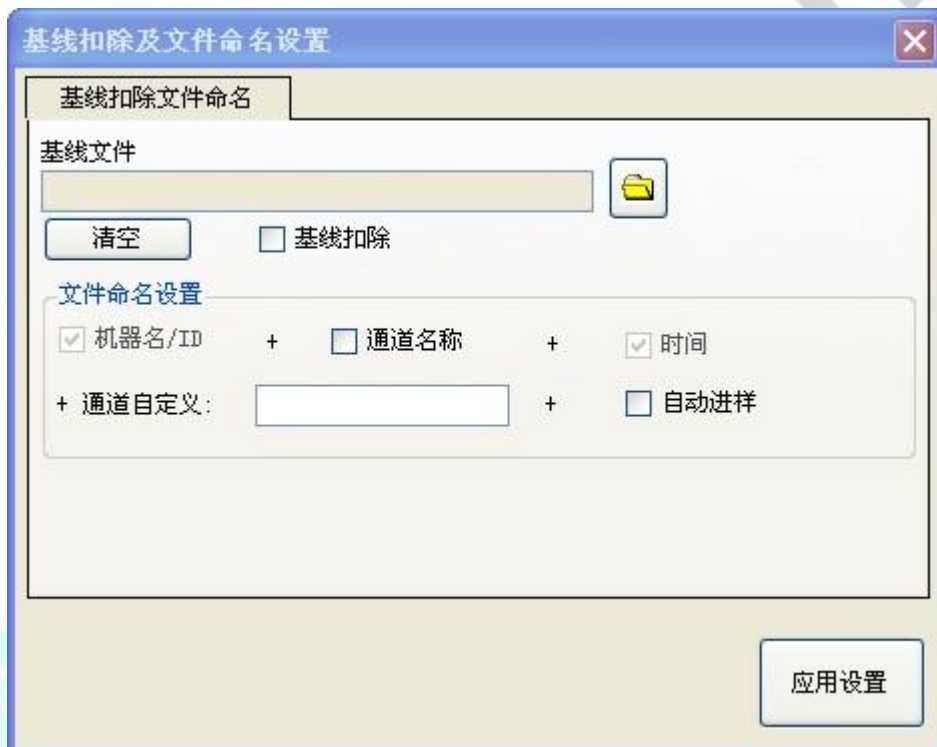 基线扣除及文件命名设置
基线扣除文件命名
基线文件
清空 基线扣除
文件命名设置
机器名/ID + 通道名称 + 时间
+ 通道自定义: + 自动进样
应用设置